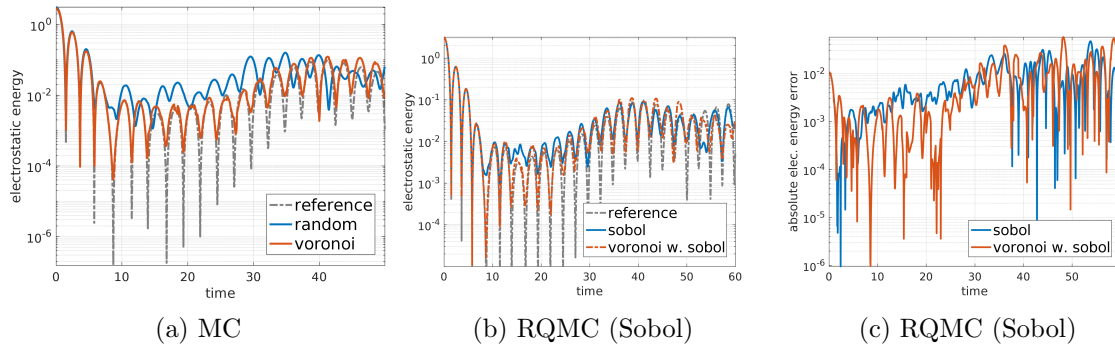 electrostatic energy
10^0
10^-2
10^-4
10^-6
0 10 20 30 40
time
reference
random
voronoi
(a) MC
electrostatic energy
10^0
10^-1
10^-2
10^-3
10^-4
0 10 20 30 40 50 60
time
reference
sobol
voronoi w. sobol
(b) RQMC (Sobol)
absolute elec. energy error
10^-1
10^-2
10^-3
10^-4
10^-5
10^-6
0 10 20 30 40 50
time
sobol
voronoi w. sobol
(c) RQMC (Sobol)